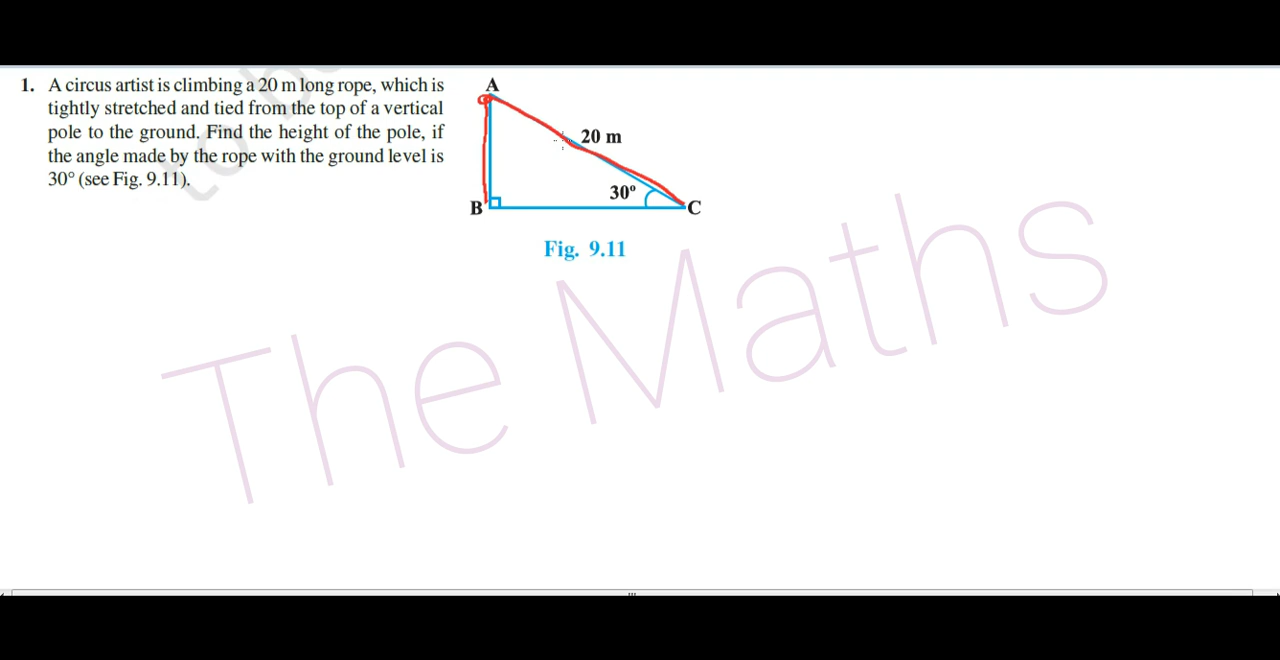 1. A circus artist is climbing a 20 m long rope, which is
tightly stretched and tied from the top of a vertical
pole to the ground. Find the height of the pole, if
the angle made by the rope with the ground level is
30° (see Fig. 9.11).
A
20 m
30°
B
C
Fig. 9.11
The Maths
to b